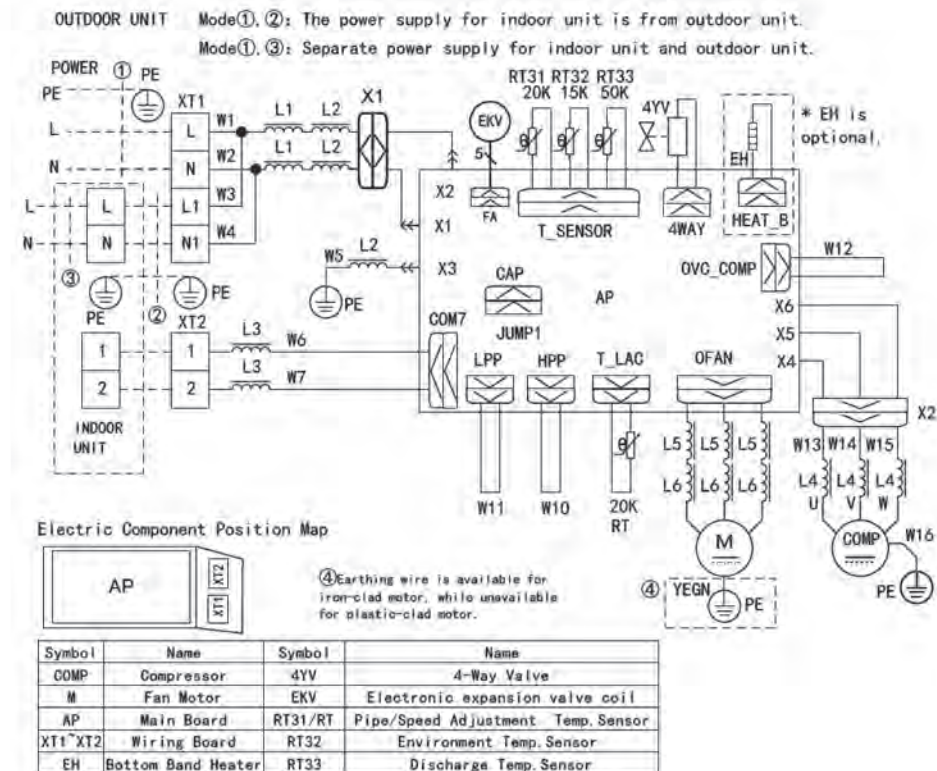 OUTDOOR UNIT Mode①,②: The power supply for indoor unit is from outdoor unit.
Mode①,③: Separate power supply for indoor unit and outdoor unit.
POWER ① PE
PE
XT1
L L W1 L1 L2 X1
N N W2 L1 L2
L L L1 W3
N N N1 W4
③ PE ② PE
W5 L2 PE
XT2
1 1 L3 W6
2 2 L3 W7
INDOOR
UNIT
RT31 RT32 RT33
20K 15K 50K
EKV 5 θ θ θ 4YV EH
* EH is
optional.
X2 FA T_SENSOR 4WAY HEAT_B
X1
X3 CAP AP OVC_COMP W12
JUMP1 X6
X5
X4
COM7 LPP HPP T_LAC OFAN X2
θ L5 L5 L5 W13 W14 W15
L6 L6 L6 L4 L4 L4
U V W
W11 W10 20K
RT
M COMP W16
④ YEGN PE PE
Electric Component Position Map
AP XT2 XT1
④Earthing wire is available for
iron-clad motor, while unavailable
for plastic-clad motor.
Symbol Name Symbol Name
COMP Compressor 4YV 4-Way Valve
M Fan Motor EKV Electronic expansion valve coil
AP Main Board RT31/RT Pipe/Speed Adjustment Temp.Sensor
XT1~XT2 Wiring Board RT32 Environment Temp.Sensor
EH Bottom Band Heater RT33 Discharge Temp.Sensor